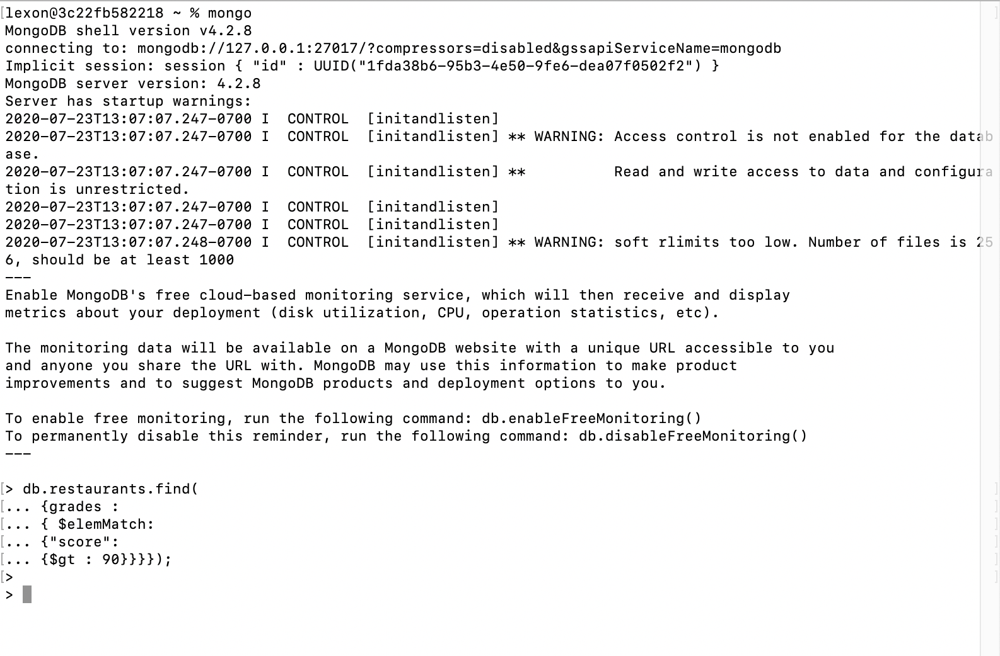 [lexon@3c22fb582218 ~ % mongo ]
MongoDB shell version v4.2.8
connecting to: mongodb://127.0.0.1:27017/?compressors=disabled&gssapiServiceName=mongodb
Implicit session: session { "id" : UUID("1fda38b6-95b3-4e50-9fe6-dea07f0502f2") }
MongoDB server version: 4.2.8
Server has startup warnings:
2020-07-23T13:07:07.247-0700 I  CONTROL  [initandlisten]
2020-07-23T13:07:07.247-0700 I  CONTROL  [initandlisten] ** WARNING: Access control is not enabled for the datab
ase.
2020-07-23T13:07:07.247-0700 I  CONTROL  [initandlisten] **          Read and write access to data and configura
tion is unrestricted.
2020-07-23T13:07:07.247-0700 I  CONTROL  [initandlisten]
2020-07-23T13:07:07.247-0700 I  CONTROL  [initandlisten]
2020-07-23T13:07:07.248-0700 I  CONTROL  [initandlisten] ** WARNING: soft rlimits too low. Number of files is 25
6, should be at least 1000
---
Enable MongoDB's free cloud-based monitoring service, which will then receive and display
metrics about your deployment (disk utilization, CPU, operation statistics, etc).

The monitoring data will be available on a MongoDB website with a unique URL accessible to you
and anyone you share the URL with. MongoDB may use this information to make product
improvements and to suggest MongoDB products and deployment options to you.

To enable free monitoring, run the following command: db.enableFreeMonitoring()
To permanently disable this reminder, run the following command: db.disableFreeMonitoring()
---

[> db.restaurants.find( ]
[... {grades : ]
[... { $elemMatch: ]
[... {"score": ]
[... {$gt : 90}}}}); ]
[> ]
>